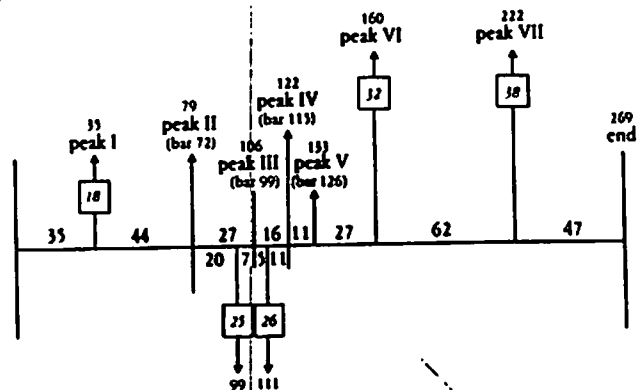 160
peak VI
222
peak VII
32
38
122
peak IV
(bar 115)
79
peak II
(bar 72)
35
peak I
106
peak III
(bar 99)
133
peak V
(bar 126)
269
end
18
35 44 27 16 11 27 62 47
20 7 5 11
25 26
99 111